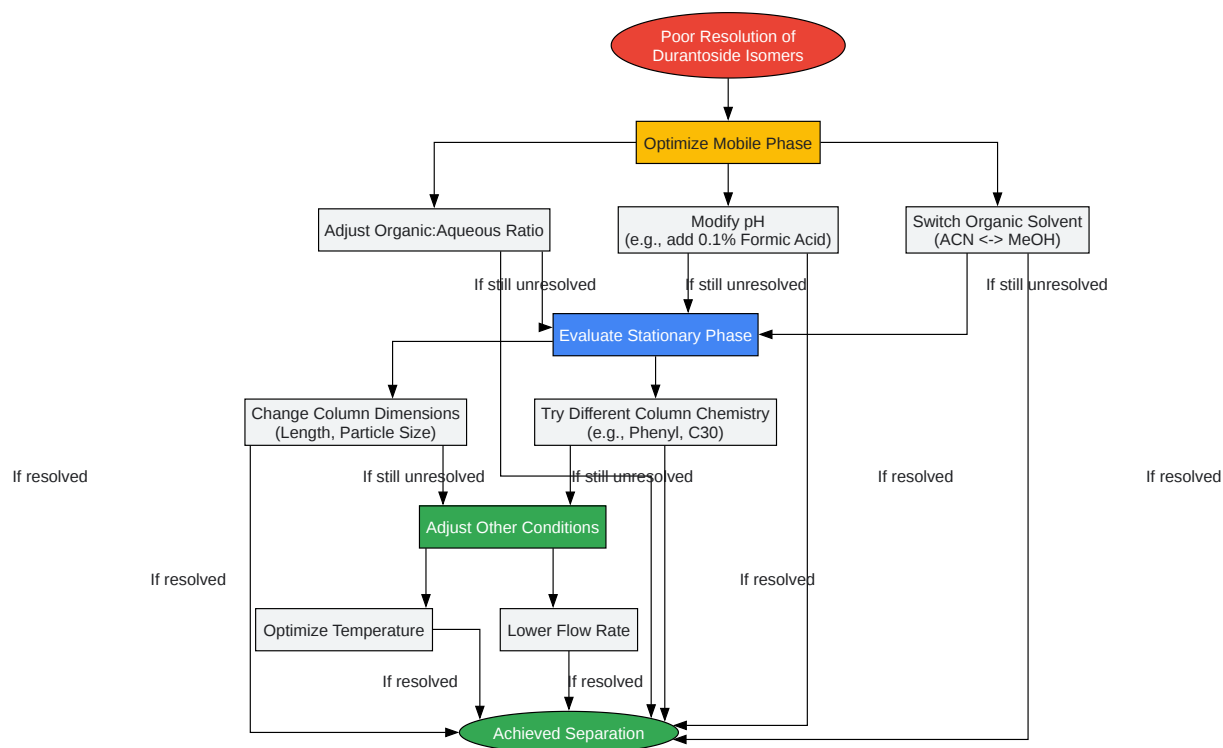 Poor Resolution of
Durantoside Isomers
Optimize Mobile Phase
Adjust Organic:Aqueous Ratio
Modify pH
(e.g., add 0.1% Formic Acid)
Switch Organic Solvent
(ACN <-> MeOH)
If still unresolved
If still unresolved
If still unresolved
Evaluate Stationary Phase
Change Column Dimensions
(Length, Particle Size)
Try Different Column Chemistry
(e.g., Phenyl, C30)
If resolved
If still unresolved
If still unresolved
If resolved
If resolved
Adjust Other Conditions
If resolved
If resolved
Optimize Temperature
Lower Flow Rate
If resolved
If resolved
Achieved Separation